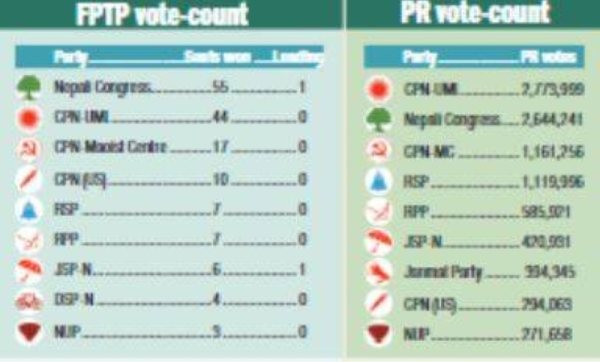 FPTP vote-count
Party Seats won Leading
Nepali Congress 55 1
CPN-UML 44 0
CPN-Maoist Centre 17 0
CPN (US) 10 0
RSP 7 0
RPP 7 0
JSP-N 6 1
DSP-N 4 0
NUP 3 0
PR vote-count
Party PR votes
CPN-UML 2,773,999
Nepali Congress 2,644,241
CPN-MC 1,161,256
RSP 1,119,996
RPP 585,921
JSP-N 420,931
Janmat Party
CPN (US) 294,063
NUP 271,658